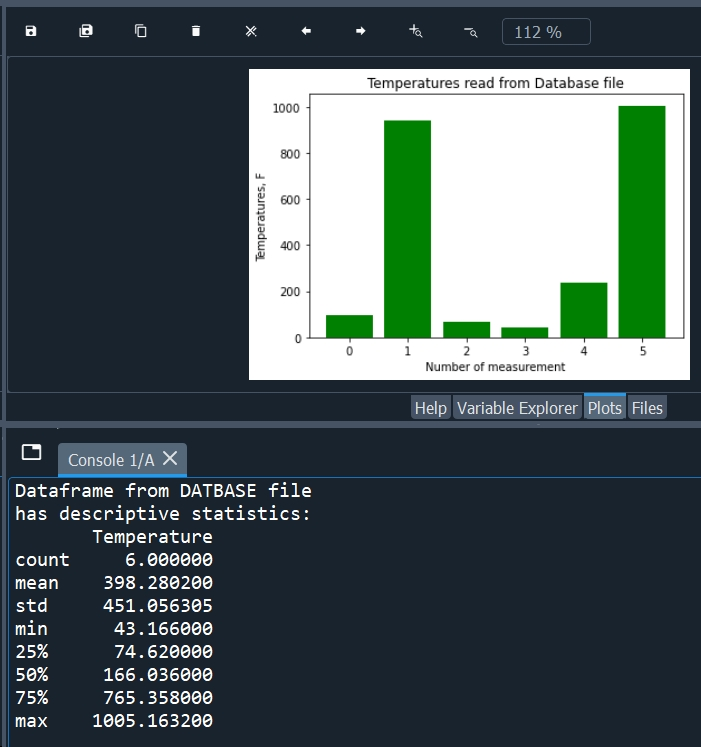 112 %
Temperatures read from Database file
1000
800
600
400
200
0
Temperatures, F
0 1 2 3 4 5
Number of measurement
Help Variable Explorer Plots Files
Console 1/A
Dataframe from DATBASE file
has descriptive statistics:
Temperature
count 6.000000
mean 398.280200
std 451.056305
min 43.166000
25% 74.620000
50% 166.036000
75% 765.358000
max 1005.163200